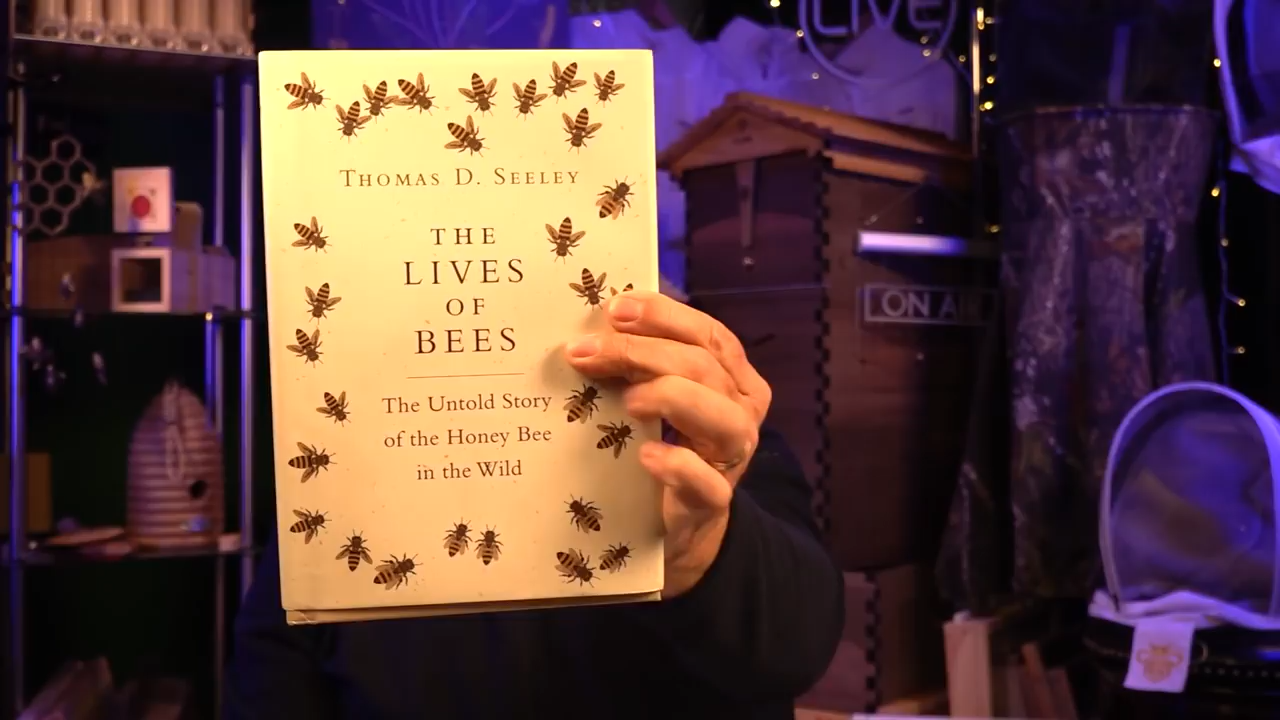 THOMAS D. SEELEY
THE
LIVES
OF
BEES
The Untold Story
of the Honey Bee
in the Wild
LIVE
ON AIR